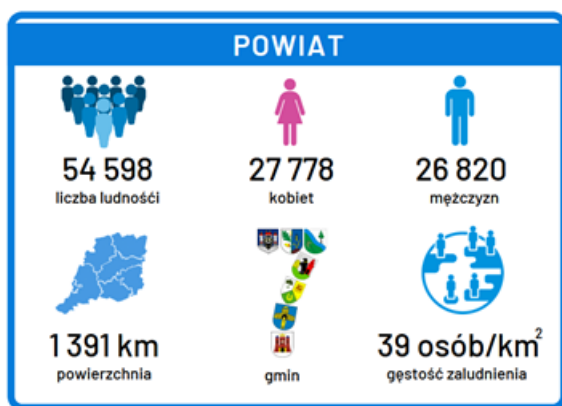 POWIAT
54 598
liczba ludnośći
27 778
kobiet
26 820
mężczyzn
1 391 km
powierzchnia
7
gmin
39 osób/km²
gęstość zaludnienia